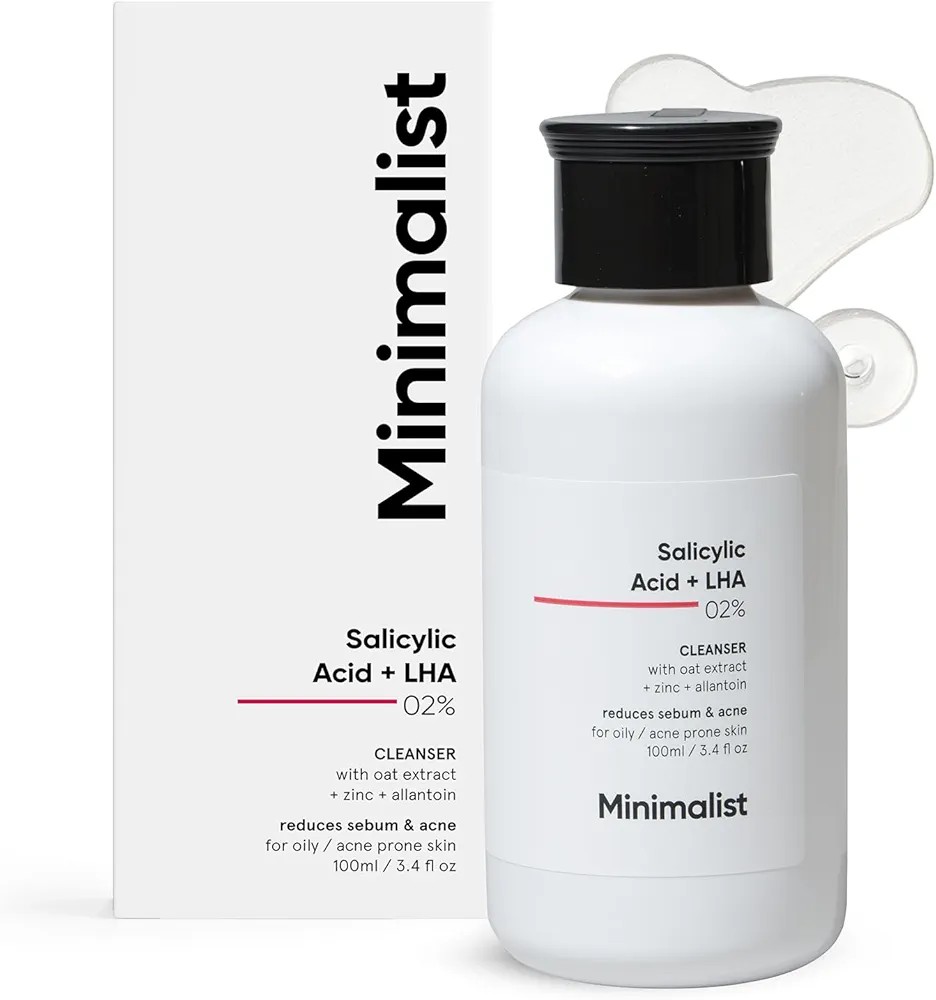 Minimalist
Salicylic
Acid + LHA
02%
CLEANSER
with oat extract
+ zinc + allantoin
reduces sebum & acne
for oily / acne prone skin
100ml / 3.4 fl oz
Salicylic
Acid + LHA
02%
CLEANSER
with oat extract
+ zinc + allantoin
reduces sebum & acne
for oily / acne prone skin
100ml / 3.4 fl oz
Minimalist